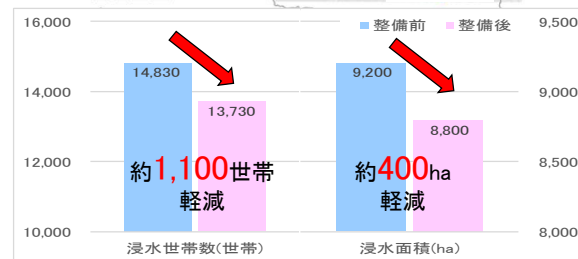 16,000
14,000
12,000
10,000
整備前 整備後
9,500
9,000
8,500
8,000
14,830
13,730
9,200
8,800
約1,100世帯
軽減
約400ha
軽減
浸水世帯数(世帯)
浸水面積(ha)